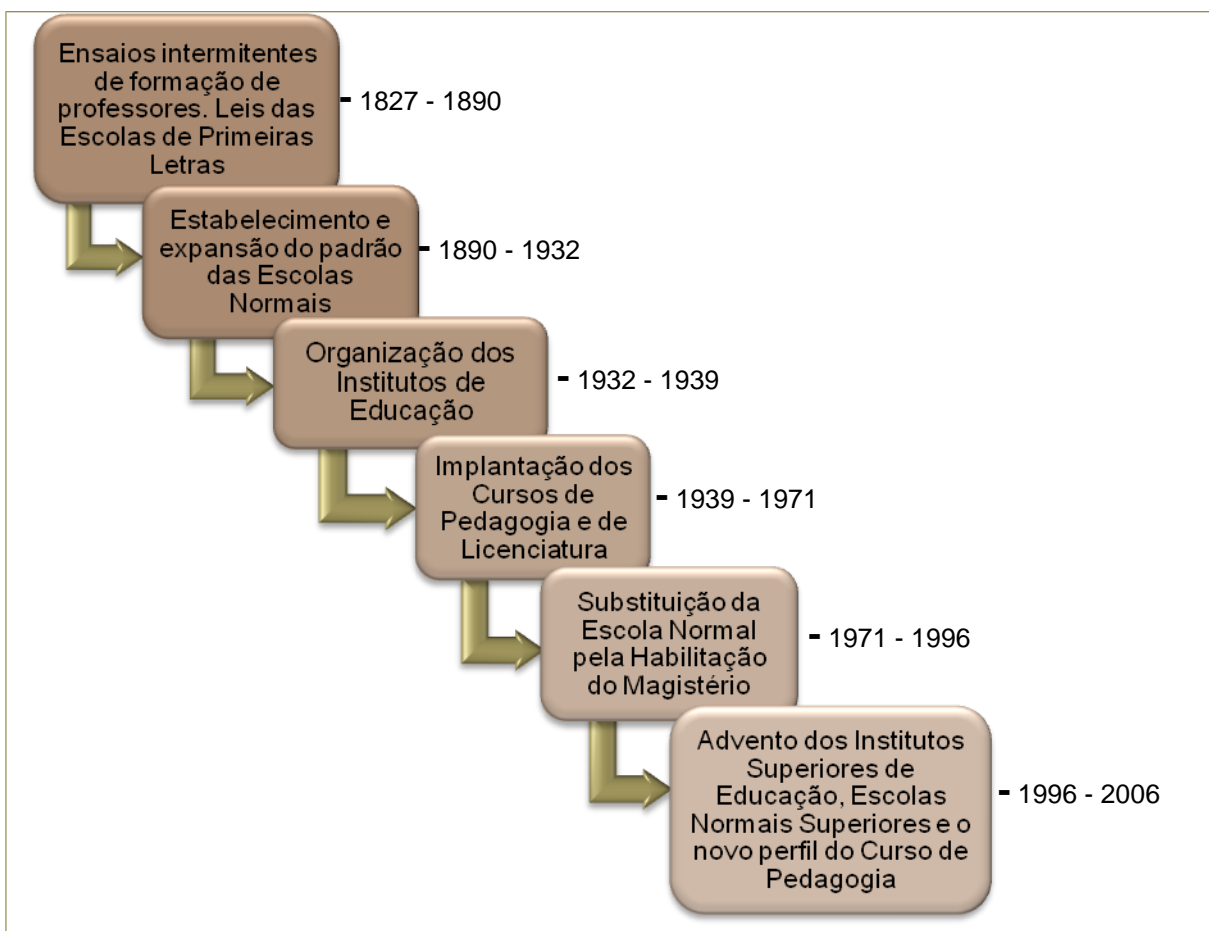 Ensaios intermitentes
de formação de
professores. Leis das
Escolas de Primeiras
Letras
- 1827 - 1890
Estabelecimento e
expansão do padrão
das Escolas
Normais
- 1890 - 1932
Organização dos
Institutos de
Educação
- 1932 - 1939
Implantação dos
Cursos de
Pedagogia e de
Licenciatura
- 1939 - 1971
Substituição da
Escola Normal
pela Habilitação
do Magistério
- 1971 - 1996
Advento dos Institutos
Superiores de
Educação, Escolas
Normais Superiores e o
novo perfil do Curso de
Pedagogia
- 1996 - 2006